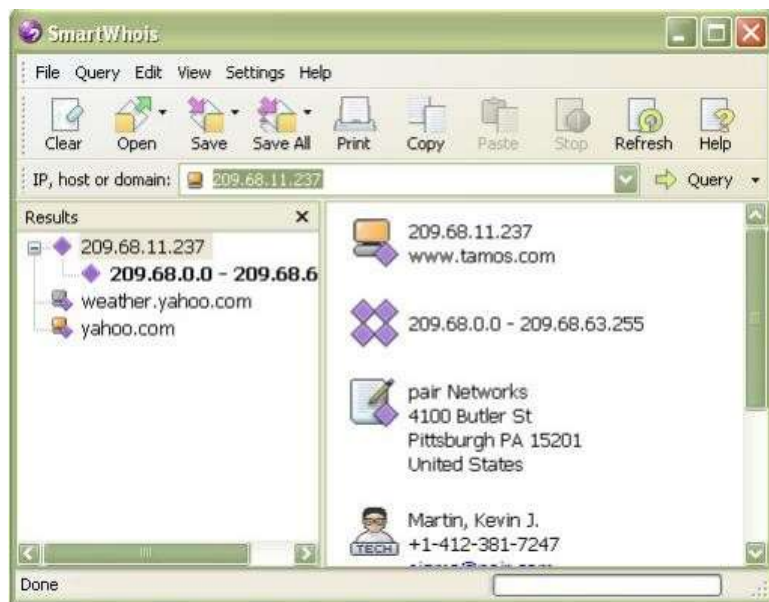 SmartWhois
File Query Edit View Settings Help
Clear Open Save Save All Print Copy Paste Stop Refresh Help
IP, host or domain: 209.68.11.237 Query
Results
209.68.11.237
209.68.0.0 - 209.68.6
weather.yahoo.com
yahoo.com
209.68.11.237
www.tamos.com
209.68.0.0 - 209.68.63.255
pair Networks
4100 Butler St
Pittsburgh PA 15201
United States
TECH
Martin, Kevin J.
+1-412-381-7247
Done